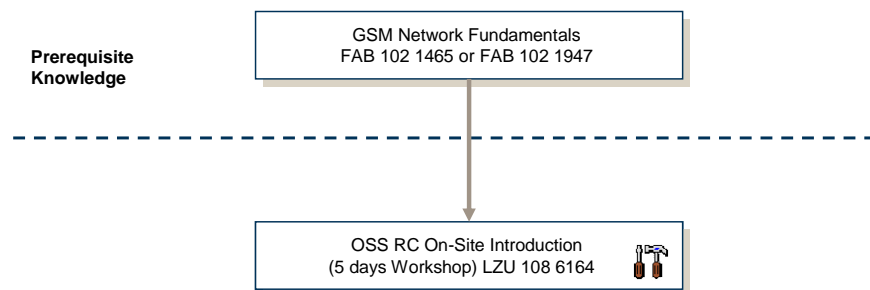 Prerequisite
Knowledge
GSM Network Fundamentals
FAB 102 1465 or FAB 102 1947
OSS RC On-Site Introduction
(5 days Workshop) LZU 108 6164